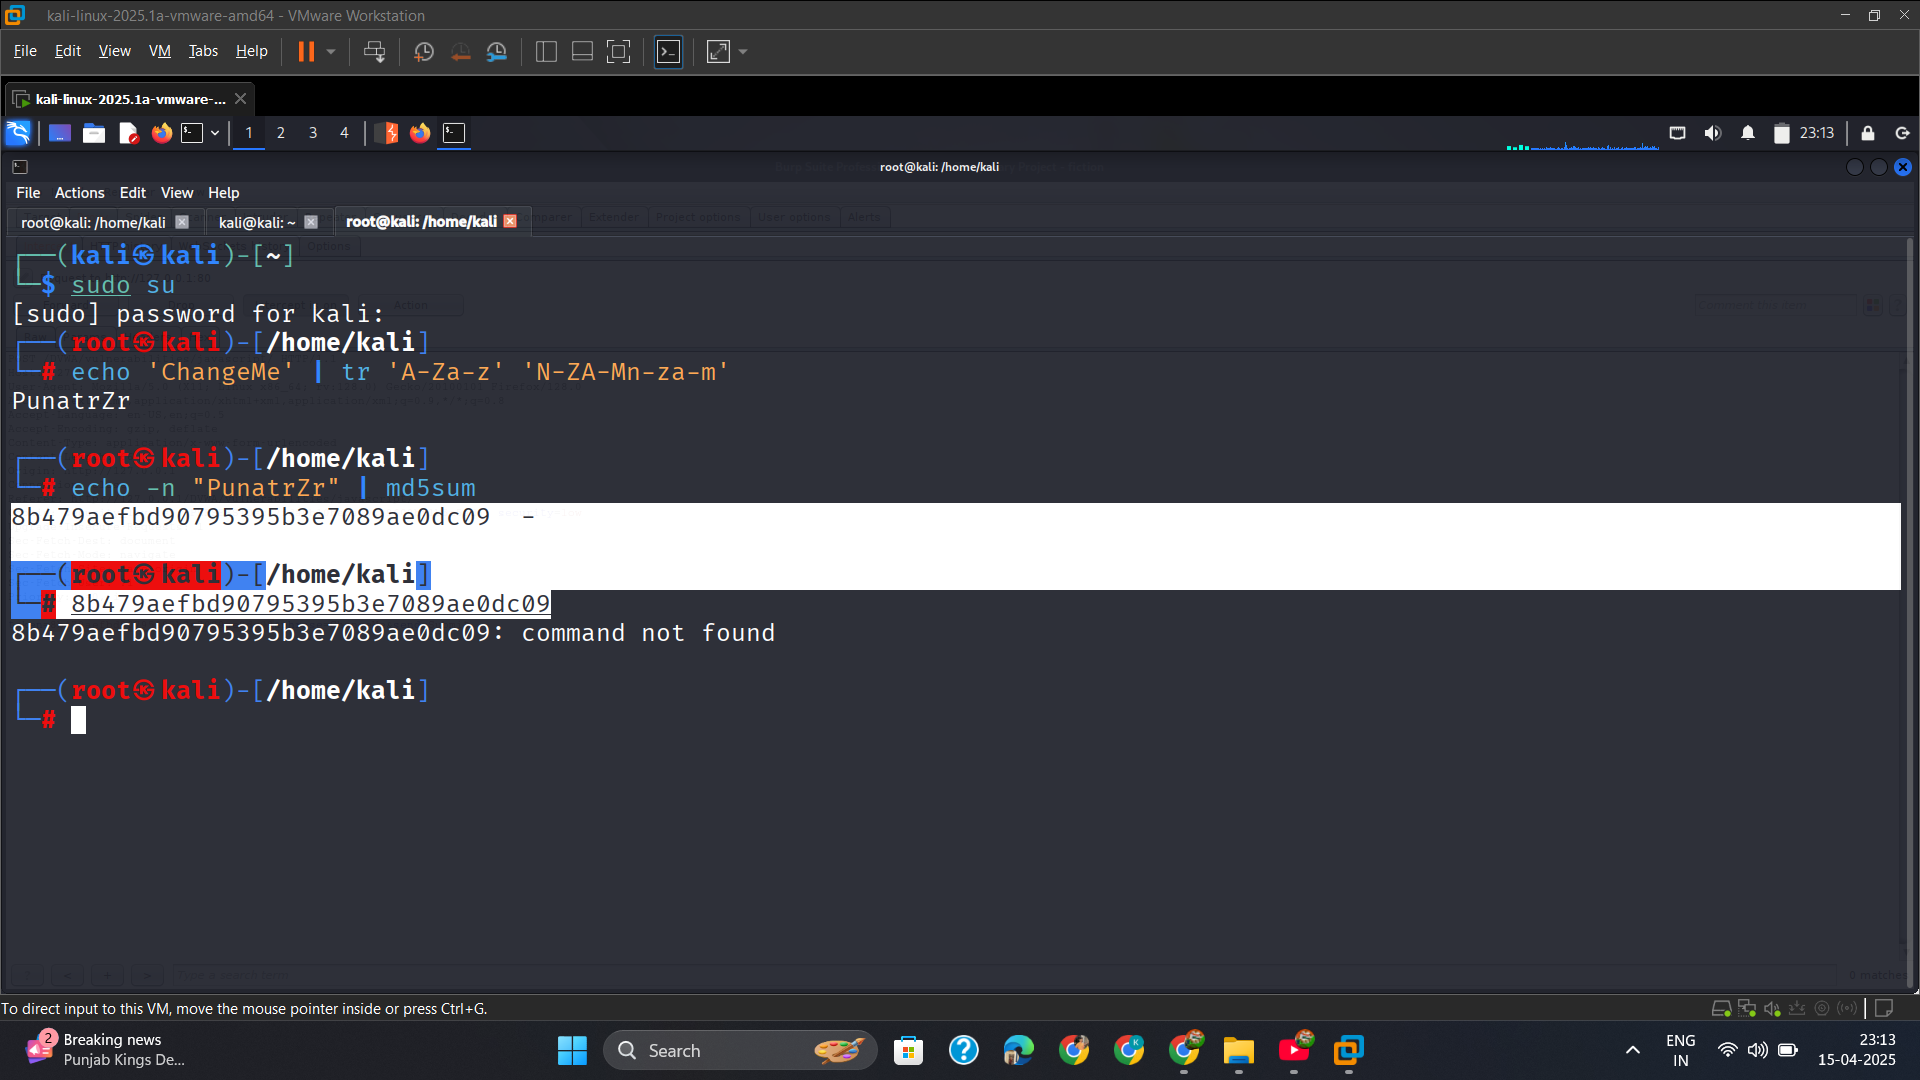 kali-linux-2025.1a-vmware-amd64 - VMware Workstation
File Edit View VM Tabs Help
kali-linux-2025.1a-vmware-...
1 2 3 4 23:13
root@kali: /home/kali
File Actions Edit View Help
root@kali: /home/kali kali@kali: ~ root@kali: /home/kali
┌──(kali㉿kali)-[~]
└─$ sudo su
[sudo] password for kali:
┌──(root㉿kali)-[/home/kali]
└─# echo 'ChangeMe' | tr 'A-Za-z' 'N-ZA-Mn-za-m'
PunatrZr
┌──(root㉿kali)-[/home/kali]
└─# echo -n "PunatrZr" | md5sum
8b479aefbd90795395b3e7089ae0dc09  -
┌──(root㉿kali)-[/home/kali]
└─# 8b479aefbd90795395b3e7089ae0dc09
8b479aefbd90795395b3e7089ae0dc09: command not found
┌──(root㉿kali)-[/home/kali]
└─#
To direct input to this VM, move the mouse pointer inside or press Ctrl+G.
2 Breaking news
Punjab Kings De...
Search
ENG
IN
23:13
15-04-2025